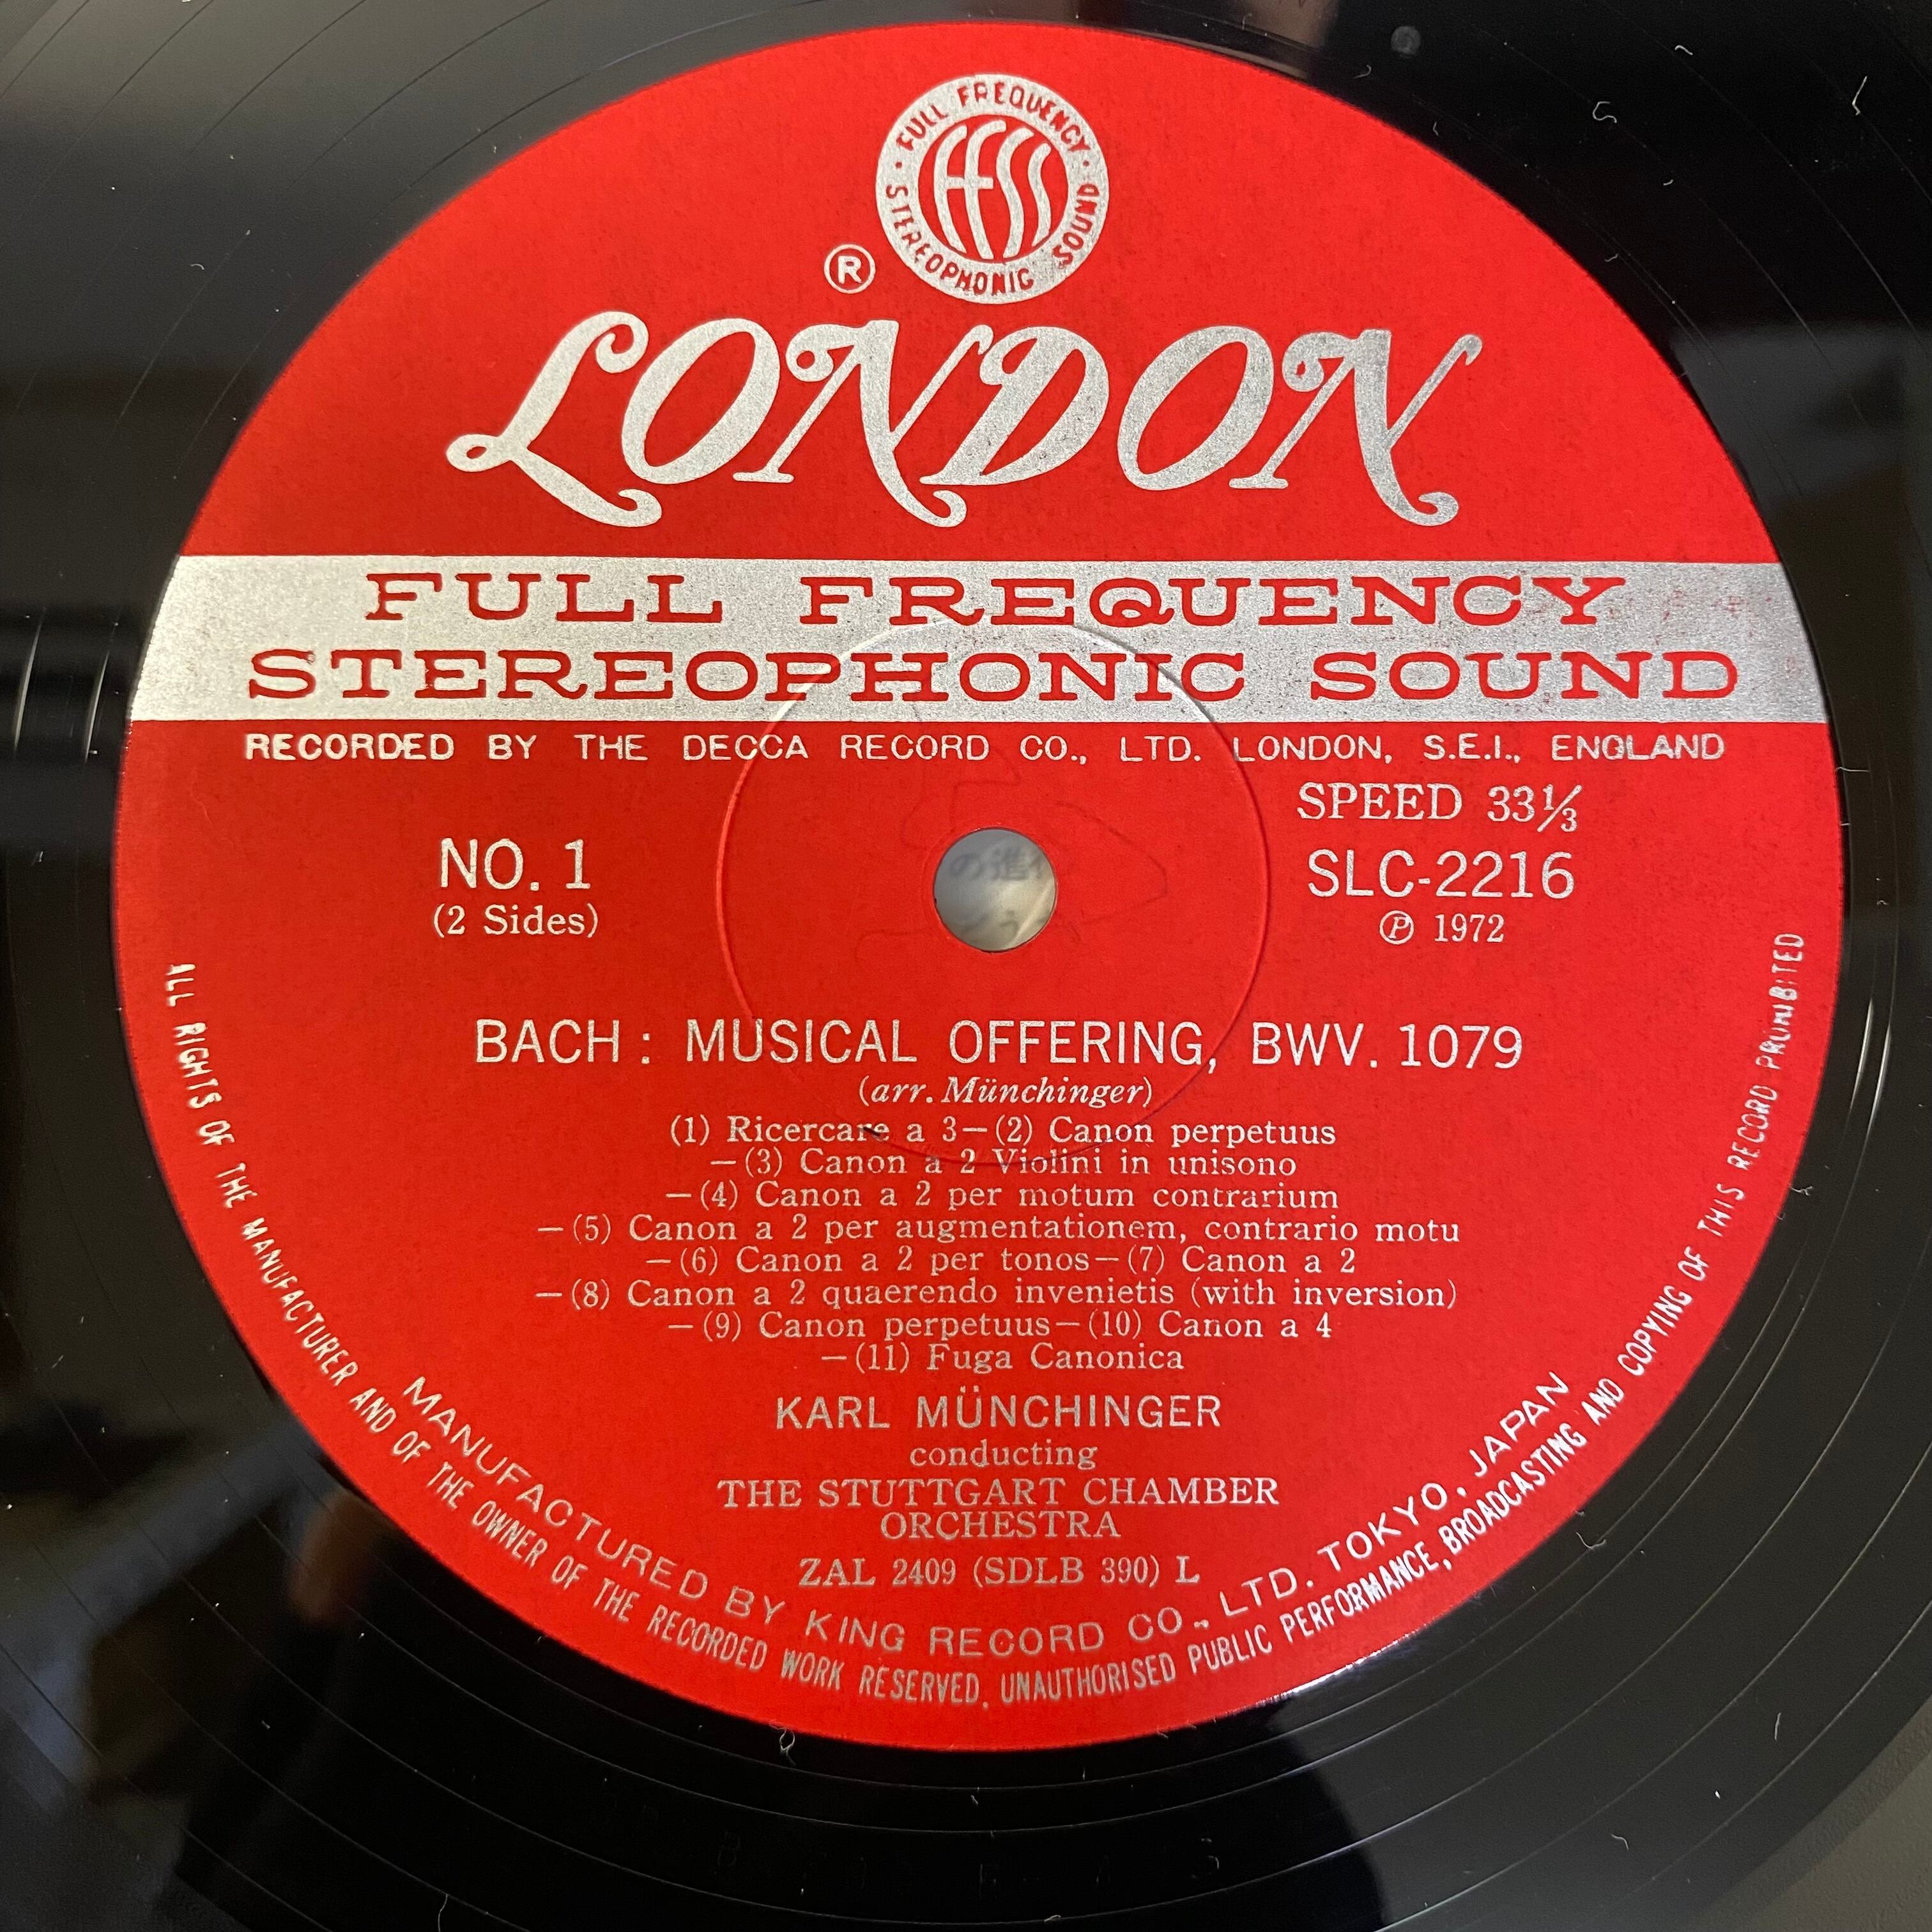 · FULL FREQUENCY ·
ffss
STEREOPHONIC SOUND
®
LONDON
FULL FREQUENCY
STEREOPHONIC SOUND
RECORDED BY THE DECCA RECORD CO., LTD. LONDON, S.E.I., ENGLAND
SPEED 33⅓
NO. 1
SLC-2216
(2 Sides)
℗ 1972
の進
BACH : MUSICAL OFFERING, BWV. 1079
(arr. Münchinger)
(1) Ricercare a 3—(2) Canon perpetuus
—(3) Canon a 2 Violini in unisono
—(4) Canon a 2 per motum contrarium
—(5) Canon a 2 per augmentationem, contrario motu
—(6) Canon a 2 per tonos—(7) Canon a 2
—(8) Canon a 2 quaerendo invenietis (with inversion)
—(9) Canon perpetuus—(10) Canon a 4
—(11) Fuga Canonica
KARL MÜNCHINGER
conducting
THE STUTTGART CHAMBER
ORCHESTRA
ZAL 2409 (SDLB 390) L
MANUFACTURED BY KING RECORD CO., LTD. TOKYO, JAPAN
ALL RIGHTS OF THE MANUFACTURER AND OF THE OWNER OF THE RECORDED WORK RESERVED. UNAUTHORISED PUBLIC PERFORMANCE, BROADCASTING AND COPYING OF THIS RECORD PROHIBITED